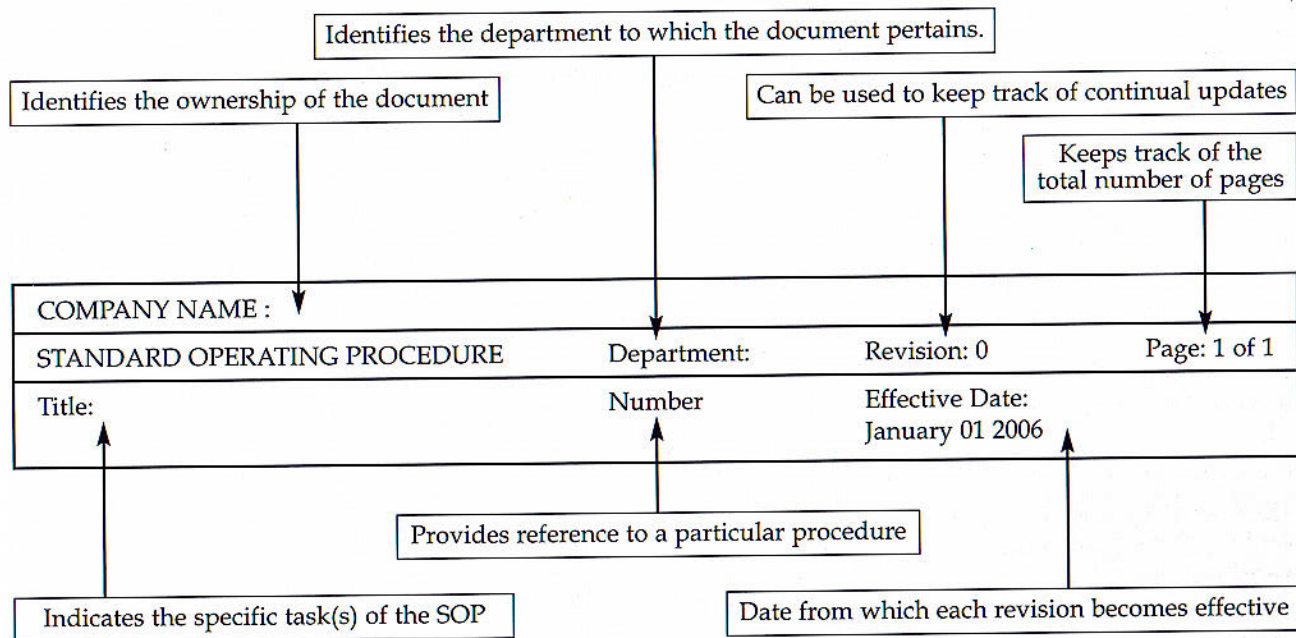 Identifies the department to which the document pertains.
Identifies the ownership of the document
Can be used to keep track of continual updates
Keeps track of the
total number of pages
COMPANY NAME :
STANDARD OPERATING PROCEDURE Department: Revision: 0 Page: 1 of 1
Title: Number Effective Date:
January 01 2006
Provides reference to a particular procedure
Indicates the specific task(s) of the SOP
Date from which each revision becomes effective